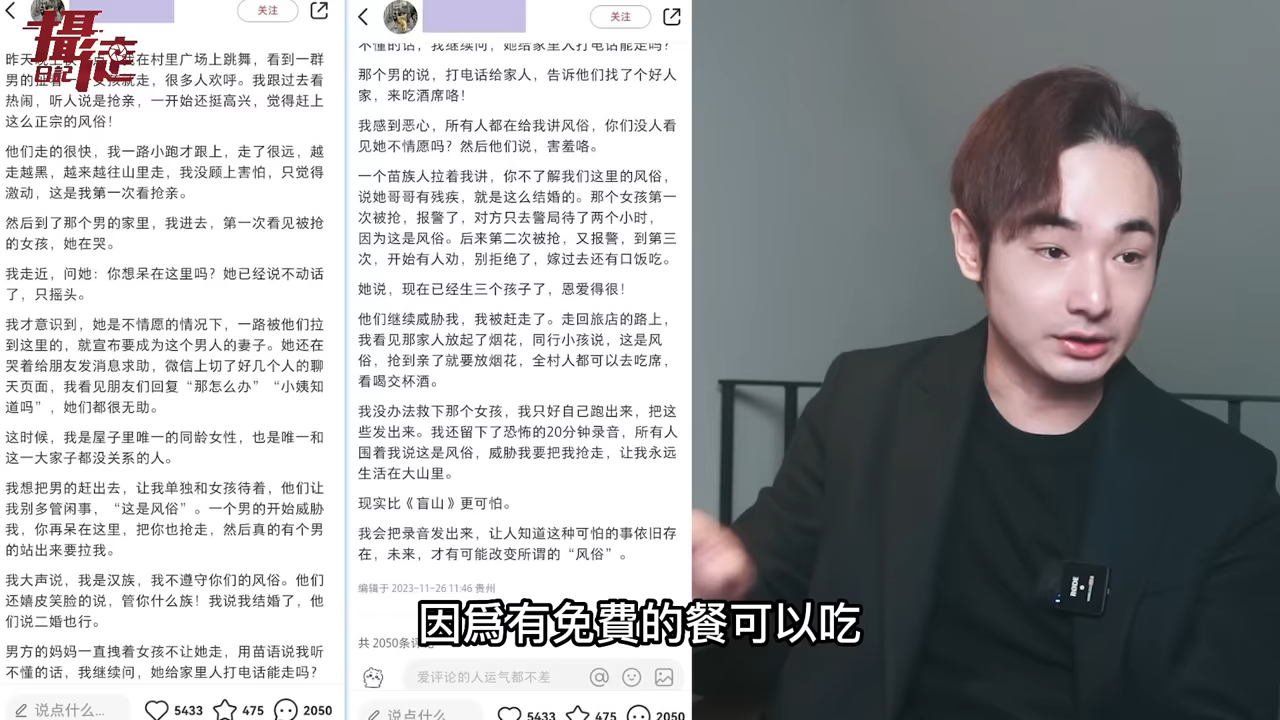 摄徒日記
关注
昨天
我在村里广场上跳舞，看到一群
男的拉着
女孩就走，很多人欢呼。我跟过去看
热闹，听人说是抢亲，一开始还挺高兴，觉得赶上
这么正宗的风俗！
他们走的很快，我一路小跑才跟上，走了很远，越
走越黑，越来越往山里走，我没顾上害怕，只觉得
激动，这是我第一次看抢亲。
然后到了那个男的家里，我进去，第一次看见被抢
的女孩，她在哭。
我走近，问她：你想呆在这里吗？她已经说不动话
了，只摇头。
我才意识到，她是不情愿的情况下，一路被他们拉
到这里的，就宣布要成为这个男人的妻子。她还在
哭着给朋友发消息求助，微信上切了好几个人的聊
天页面，我看见朋友们回复“那怎么办”“小姨知
道吗”，她们都很无助。
这时候，我是屋子里唯一的同龄女性，也是唯一和
这一大家子都没关系的人。
我想把男的赶出去，让我单独和女孩待着，他们让
我别多管闲事，“这是风俗”。一个男的开始威胁
我，你再呆在这里，把你也抢走，然后真的有个男
的站出来要拉我。
我大声说，我是汉族，我不遵守你们的风俗。他们
还嬉皮笑脸的说，管你什么族！我说我结婚了，他
们说二婚也行。
男方的妈妈一直拽着女孩不让她走，用苗语说我听
不懂的话，我继续问，她给家里人打电话能走吗？
说点什么...
5433
475
2050
关注
不懂的话，我继续问，她给家里人打电话能走吗？
那个男的说，打电话给家人，告诉他们找了个好人
家，来吃酒席咯！
我感到恶心，所有人都在给我讲风俗，你们没人看
见她不情愿吗？然后他们说，害羞咯。
一个苗族人拉着我讲，你不了解我们这里的风俗，
说她哥哥有残疾，就是这么结婚的。那个女孩第一
次被抢，报警了，对方只去警局待了两个小时，
因为这是风俗。后来第二次被抢，又报警，到第三
次，开始有人劝，别拒绝了，嫁过去还有口饭吃。
她说，现在已经生三个孩子了，恩爱得很！
他们继续威胁我，我被赶走了。走回旅店的路上，
我看见那家人放起了烟花，同行小孩说，这是风
俗，抢到亲了就要放烟花，全村人都可以去吃席，
看喝交杯酒。
我没办法救下那个女孩，我只好自己跑出来，把这
些发出来。我还留下了恐怖的20分钟录音，所有人
围着我说这是风俗，威胁我要把我抢走，让我永远
生活在大山里。
现实比《盲山》更可怕。
我会把录音发出来，让人知道这种可怕的事依旧存
在，未来，才有可能改变所谓的“风俗”。
编辑于 2023-11-26 11:46 贵州
共 2050条评论
爱评论的人运气都不差
说点什么
5433
475
2050
因爲有免費的餐可以吃
RØDE